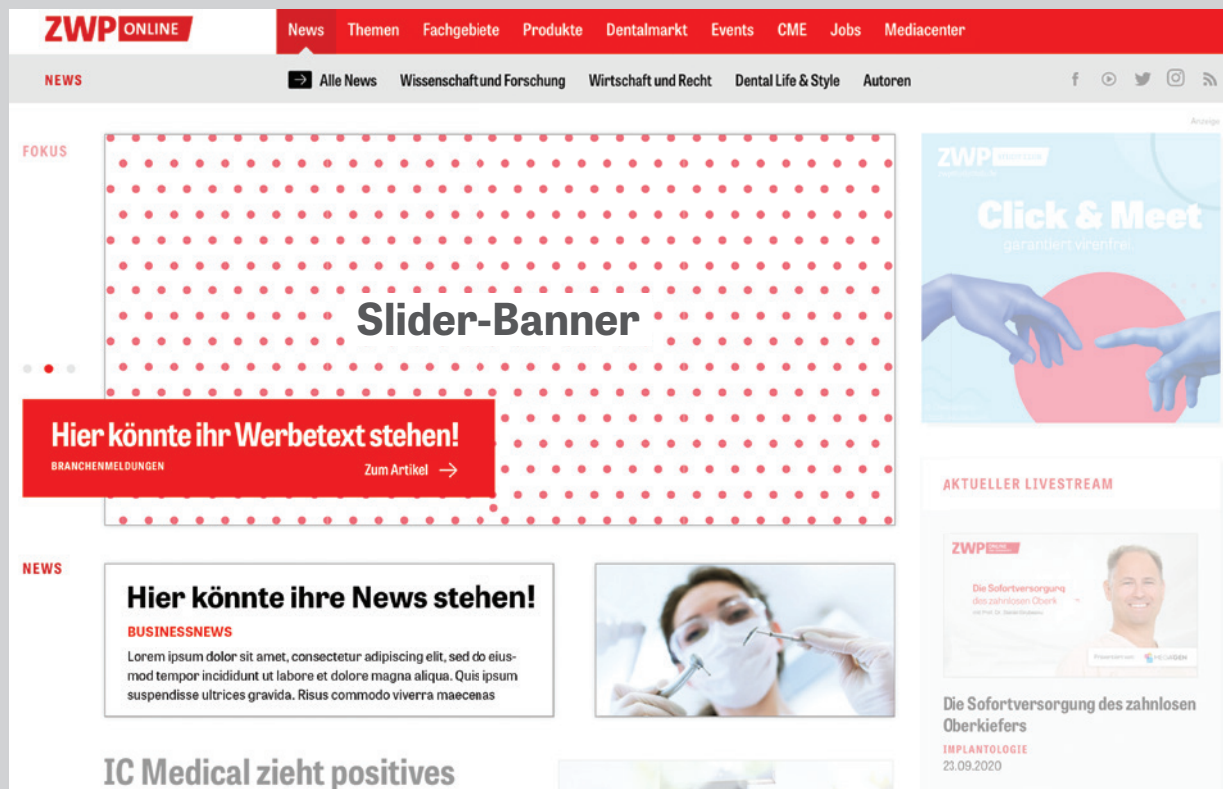 ZWP ONLINE
News Themen Fachgebiete Produkte Dentalmarkt Events CME Jobs Mediacenter
NEWS
Alle News Wissenschaft und Forschung Wirtschaft und Recht Dental Life & Style Autoren
Anzeige
FOKUS
Slider-Banner
Hier könnte ihr Werbetext stehen!
BRANCHENMELDUNGEN Zum Artikel
ZWP
Click & Meet
garantiert virenfrei
AKTUELLER LIVESTREAM
ZWP ONLINE
Die Sofortversorgung
des zahnlosen Oberk
Die Sofortversorgung des zahnlosen
Oberkiefers
IMPLANTOLOGIE
23.09.2020
NEWS
Hier könnte ihre News stehen!
BUSINESSNEWS
Lorem ipsum dolor sit amet, consectetur adipiscing elit, sed do eius-
mod tempor incididunt ut labore et dolore magna aliqua. Quis ipsum
suspendisse ultrices gravida. Risus commodo viverra maecenas
IC Medical zieht positives